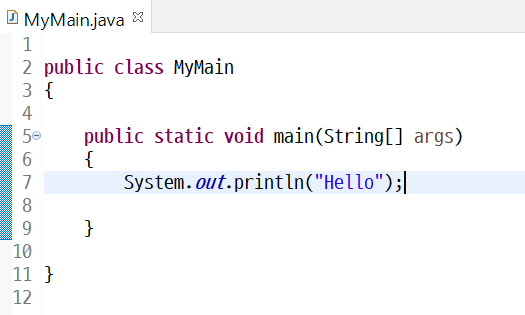 MyMain.java
1
2 public class MyMain
3 {
4
5 public static void main(String[] args)
6 {
7 System.out.println("Hello");
8
9 }
10
11 }
12